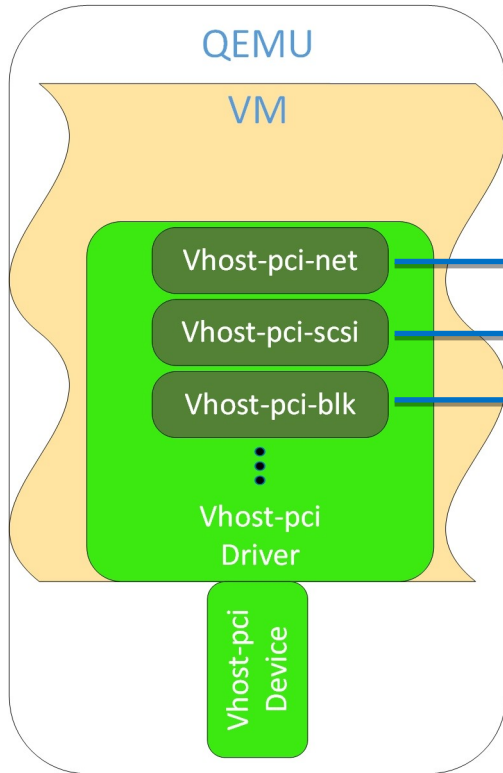 QEMU
VM
Vhost-pci-net
Vhost-pci-scsi
Vhost-pci-blk
Vhost-pci
Driver
Vhost-pci
Device